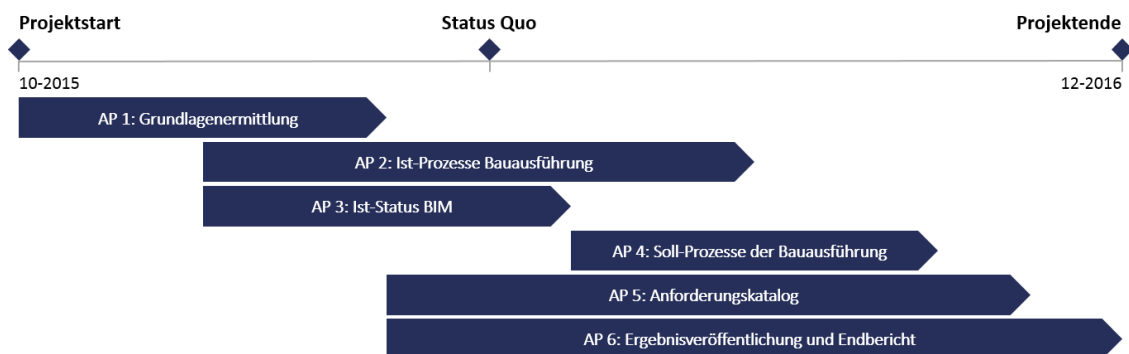 Projektstart
Status Quo
Projektende
10-2015
12-2016
AP 1: Grundlagenermittlung
AP 2: Ist-Prozesse Bauausführung
AP 3: Ist-Status BIM
AP 4: Soll-Prozesse der Bauausführung
AP 5: Anforderungskatalog
AP 6: Ergebnisveröffentlichung und Endbericht